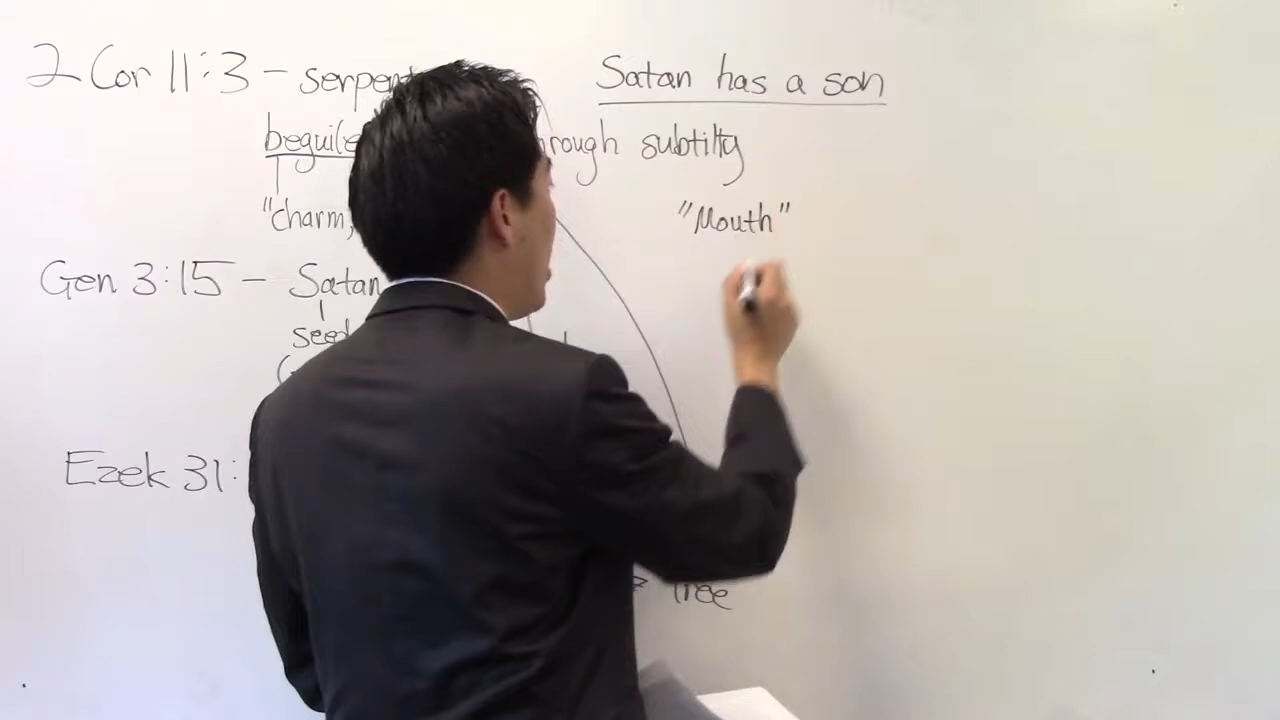 2 Cor 11:3 - serpent
Satan has a son
beguile through subtilty
"charm,
"Mouth"
Gen 3:15 - Satan
seed
Ezek 31:
Tree